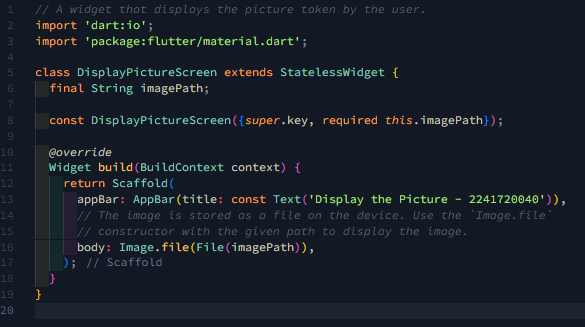 1 // A widget that displays the picture taken by the user.
2 import 'dart:io';
3 import 'package:flutter/material.dart';
4
5 class DisplayPictureScreen extends StatelessWidget {
6   final String imagePath;
7
8   const DisplayPictureScreen({super.key, required this.imagePath});
9
10   @override
11   Widget build(BuildContext context) {
12     return Scaffold(
13       appBar: AppBar(title: const Text('Display the Picture - 2241720040')),
14       // The image is stored as a file on the device. Use the `Image.file`
15       // constructor with the given path to display the image.
16       body: Image.file(File(imagePath)),
17     ); // Scaffold
18   }
19 }
20